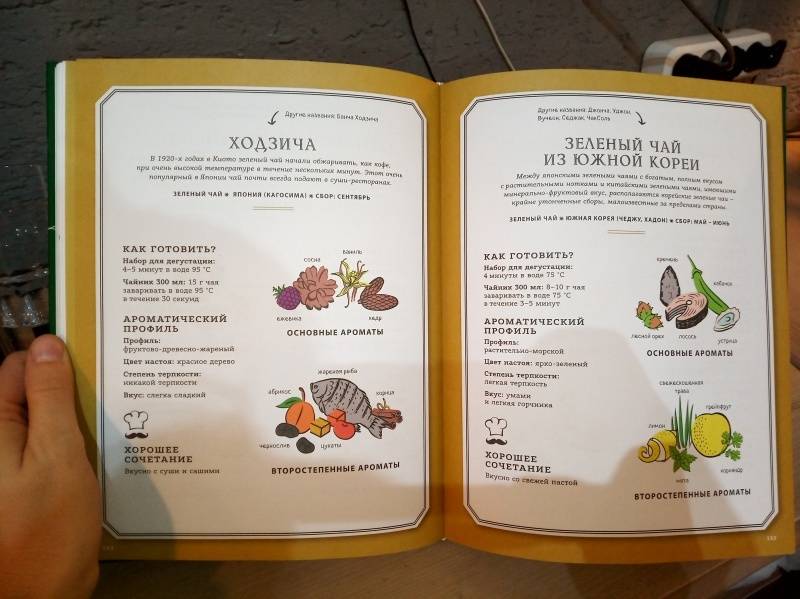 Другие названия: Банча Ходзича
ХОДЗИЧА
В 1920-х годах в Киото зеленый чай начали обжаривать, как кофе,
при очень высокой температуре в течение нескольких минут. Этот очень
популярный в Японии чай почти всегда подают в суши-ресторанах.
ЗЕЛЕНЫЙ ЧАЙ ЯПОНИЯ (КАГОСИМА) СБОР: СЕНТЯБРЬ
КАК ГОТОВИТЬ?
Набор для дегустации:
4–5 минут в воде 95 °С
Чайник 300 мл: 15 г чая
заваривать в воде 95 °С
в течение 30 секунд
АРОМАТИЧЕСКИЙ
ПРОФИЛЬ
Профиль:
фруктово-древесно-жареный
Цвет настоя: красное дерево
Степень терпкости:
никакой терпкости
Вкус: слегка сладкий
ХОРОШЕЕ
СОЧЕТАНИЕ
Вкусно с суши и сашими
ваниль
сосна
ежевика
кедр
ОСНОВНЫЕ АРОМАТЫ
жареная рыба
абрикос
корица
чернослив
цукаты
ВТОРОСТЕПЕННЫЕ АРОМАТЫ
Другие названия: Джонча, Уджон,
Вучжон, Седжак, ЧакСоль
ЗЕЛЕНЫЙ ЧАЙ
ИЗ ЮЖНОЙ КОРЕИ
Между японскими зелеными чаями с богатым, полным вкусом
с растительными нотками и китайскими зелеными чаями, имеющими
минерально-фруктовый вкус, располагаются корейские зеленые чаи –
крайне утонченные сборы, малоизвестные за пределами страны.
ЗЕЛЕНЫЙ ЧАЙ ЮЖНАЯ КОРЕЯ (ЧЕДЖУ, ХАДОН) СБОР: МАЙ – ИЮНЬ
КАК ГОТОВИТЬ?
Набор для дегустации:
4 минуты в воде 75 °С
Чайник 300 мл: 8–10 г чая
заваривать в воде 75 °С
в течение 3–5 минут
АРОМАТИЧЕСКИЙ
ПРОФИЛЬ
Профиль:
растительно-морской
Цвет настоя: ярко-зеленый
Степень терпкости:
легкая терпкость
Вкус: умами
и легкая горчинка
ХОРОШЕЕ
СОЧЕТАНИЕ
Вкусно со свежей пастой
кабачок
лесной орех
лосось
устрица
ОСНОВНЫЕ АРОМАТЫ
свежескошенная
трава
лимон
грейпфрут
мята
кориандр
ВТОРОСТЕПЕННЫЕ АРОМАТЫ